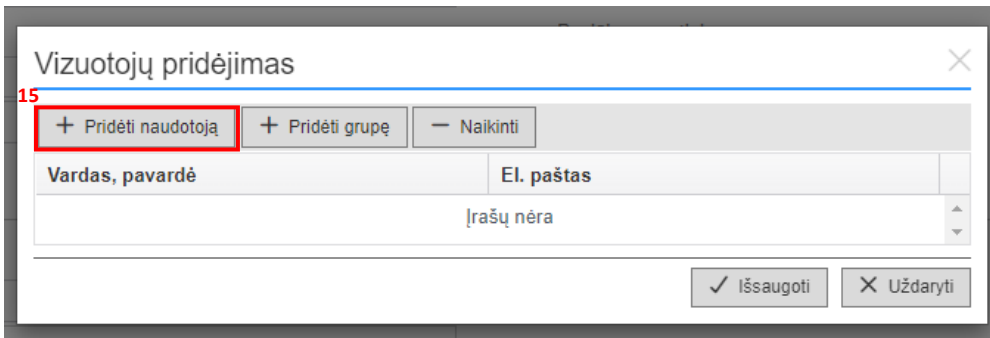 Vizuotojų pridėjimas
15
+ Pridėti naudotoją + Pridėti grupę − Naikinti
Vardas, pavardė El. paštas
Įrašų nėra
Išsaugoti Uždaryti